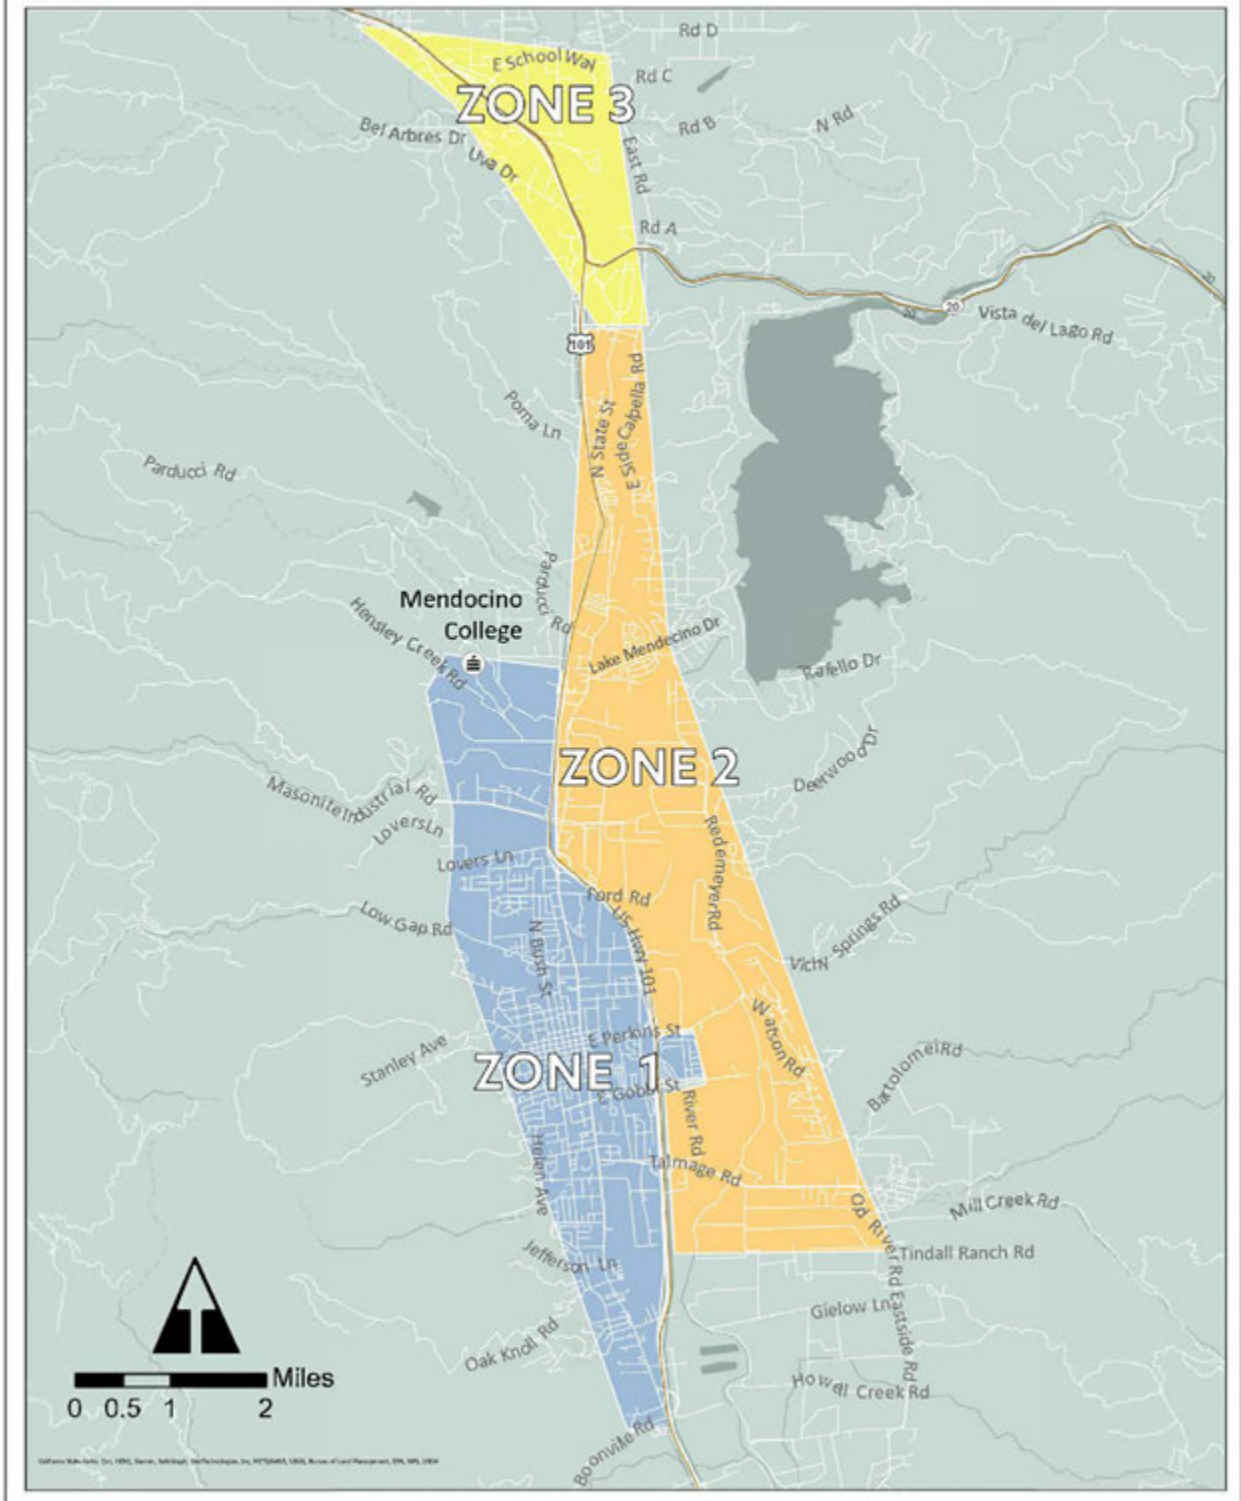 Rd D
E School Way
Rd C
ZONE 3
Rd B
N Rd
Bel Arbres Dr
Uva Dr
East Rd
Rd A
20
20
20
Vista del Lago Rd
101
E Side Calpella Rd
N State St
Poma Ln
Parducci Rd
Parducci Rd
Mendocino
College
Hensley Creek Rd
Lake Mendecino Dr
Trafello Dr
ZONE 2
Deerwood Dr
Masonite Industrial Rd
Lovers Ln
Lovers Ln
Redemeyer Rd
Ford Rd
US Hwy 101
Low Gap Rd
N Bush St
Vichy Springs Rd
Watson Rd
E Perkins St
Stanley Ave
Bartolomei Rd
ZONE 1
E Gobbi St
River Rd
Helen Ave
Talmage Rd
Old River Rd
Mill Creek Rd
Jefferson Ln
Tindall Ranch Rd
Gielow Ln
Eastside Rd
Oak Knoll Rd
Howell Creek Rd
Miles
0 0.5 1 2
Boonville Rd